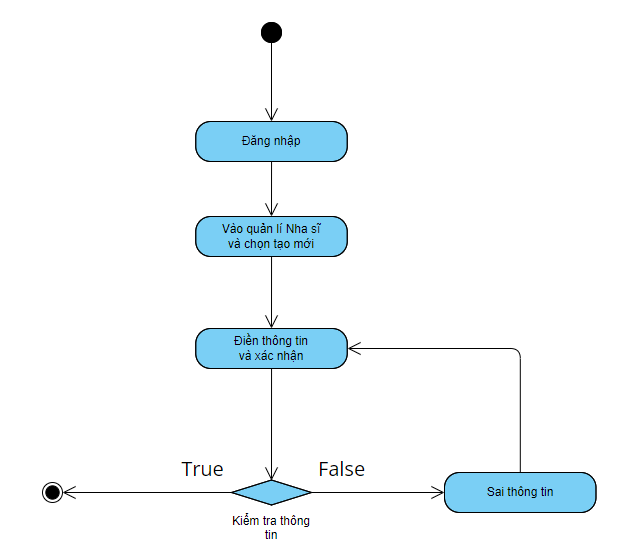 Đăng nhập
Vào quản lí Nha sĩ
và chọn tạo mới
Điền thông tin
và xác nhận
True
False
Kiểm tra thông
tin
Sai thông tin